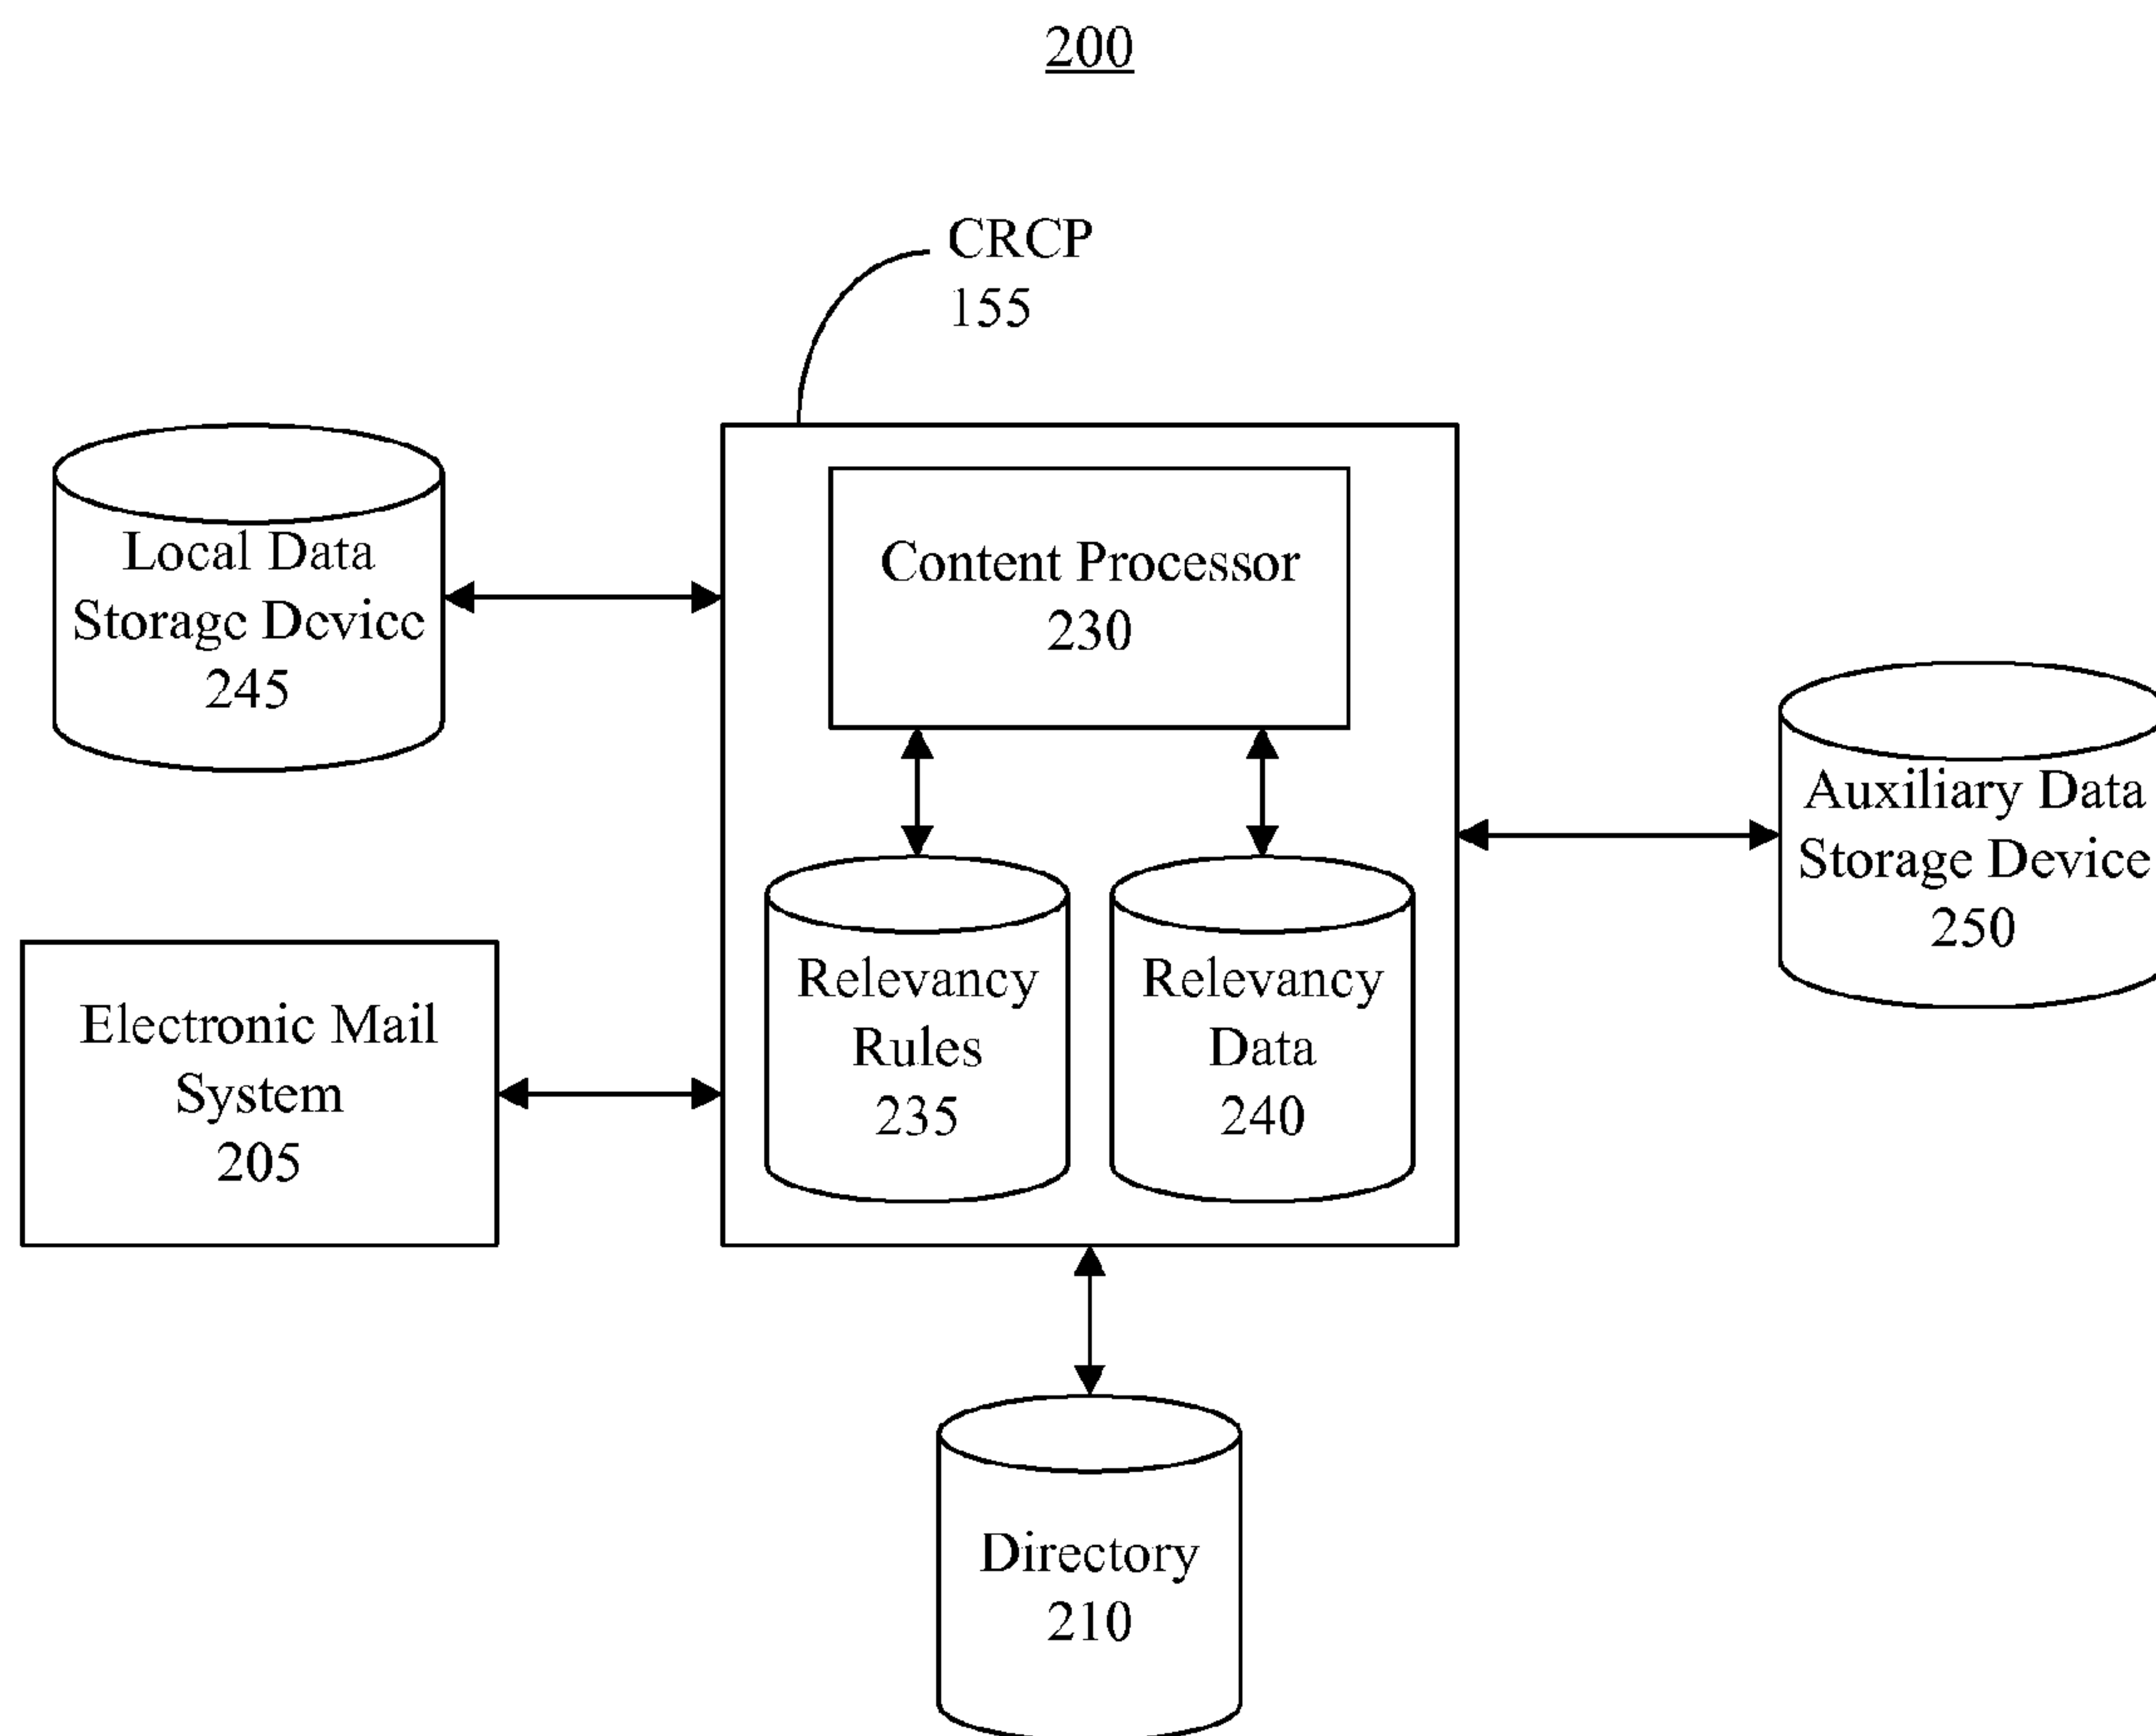 200
CRCP
155
Local Data
Storage Device
245
Content Processor
230
Auxiliary Data
Storage Device
250
Electronic Mail
System
205
Relevancy
Rules
235
Relevancy
Data
240
Directory
210